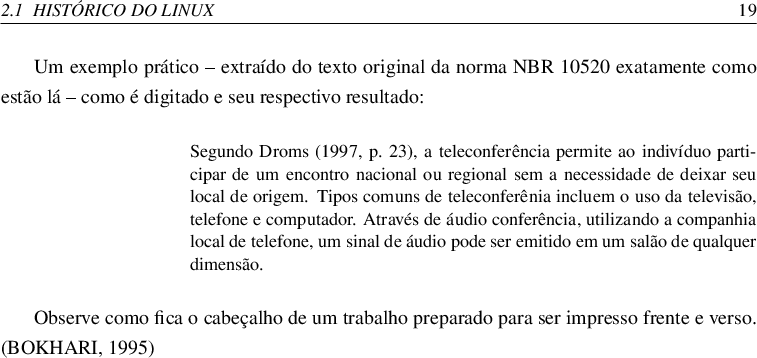 2.1 HISTÓRICO DO LINUX 19
Um exemplo prático – extraído do texto original da norma NBR 10520 exatamente como
estão lá – como é digitado e seu respectivo resultado:
Segundo Droms (1997, p. 23), a teleconferência permite ao indivíduo parti-
cipar de um encontro nacional ou regional sem a necessidade de deixar seu
local de origem. Tipos comuns de teleconferênia incluem o uso da televisão,
telefone e computador. Através de áudio conferência, utilizando a companhia
local de telefone, um sinal de áudio pode ser emitido em um salão de qualquer
dimensão.
Observe como fica o cabeçalho de um trabalho preparado para ser impresso frente e verso.
(BOKHARI, 1995)